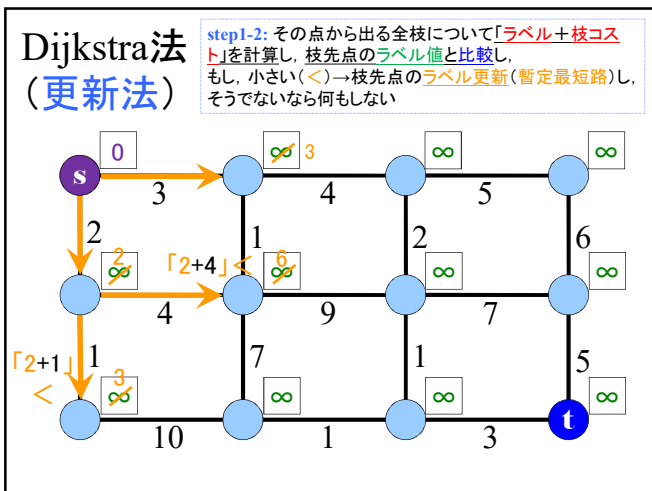 Dijkstra法
(更新法)
step1-2: その点から出る全枝について「ラベル+枝コス
ト」を計算し，枝先点のラベル値と比較し，
もし，小さい(<)→枝先点のラベル更新(暫定最短路)し，
そうでないなら何もしない
0 ∞ 3 ∞ ∞
s 3 4 5
2 1 2 6
∞ 2 「2+4」< ∞ 6 ∞ ∞
4 9 7
「2+1」 1 7 1 5
< ∞ 3 ∞ ∞ ∞
10 1 3 t